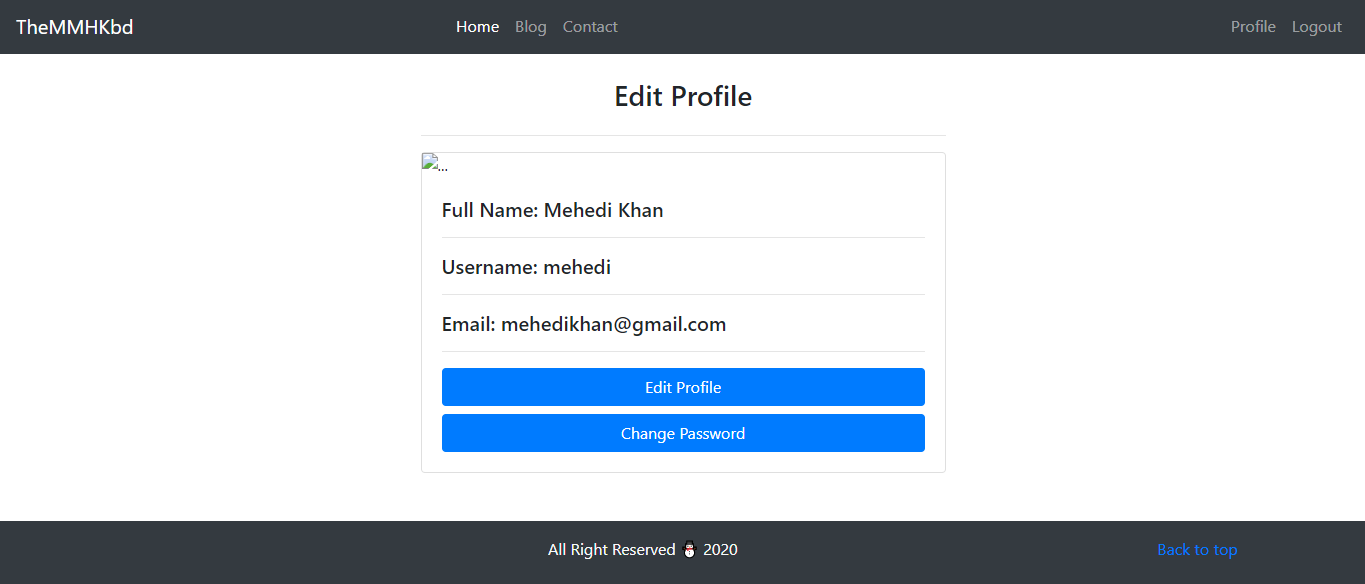 TheMMHKbd Home Blog Contact Profile Logout
Edit Profile
...
Full Name: Mehedi Khan
Username: mehedi
Email: mehedikhan@gmail.com
Edit Profile
Change Password
All Right Reserved ⛄ 2020 Back to top